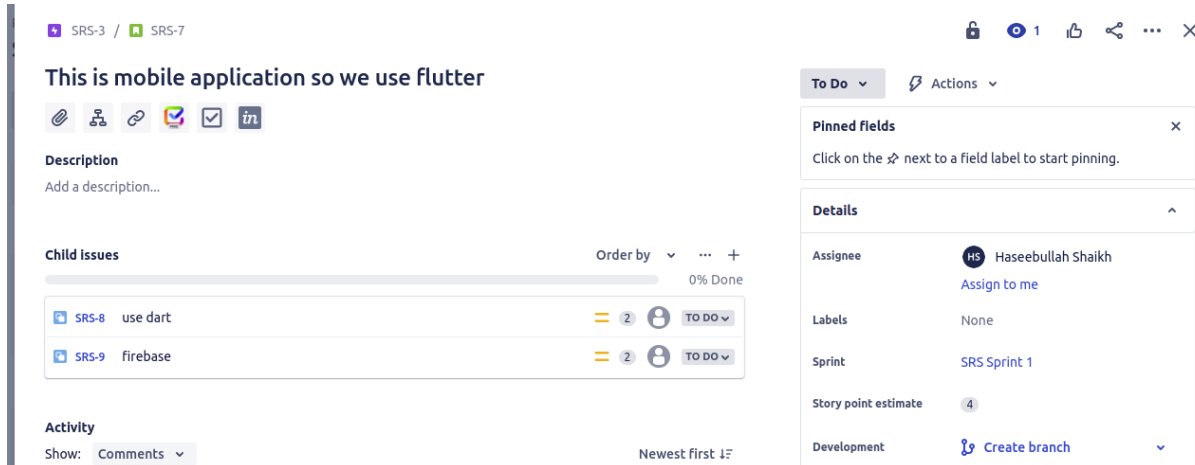 SRS-3 / SRS-7
1
This is mobile application so we use flutter
in
Description
Add a description...
Child issues
Order by
0% Done
SRS-8 use dart 2 TO DO
SRS-9 firebase 2 TO DO
Activity
Show: Comments
Newest first
To Do
Actions
Pinned fields
Click on the next to a field label to start pinning.
Details
Assignee
HS Haseebullah Shaikh
Assign to me
Labels None
Sprint SRS Sprint 1
Story point estimate 4
Development Create branch